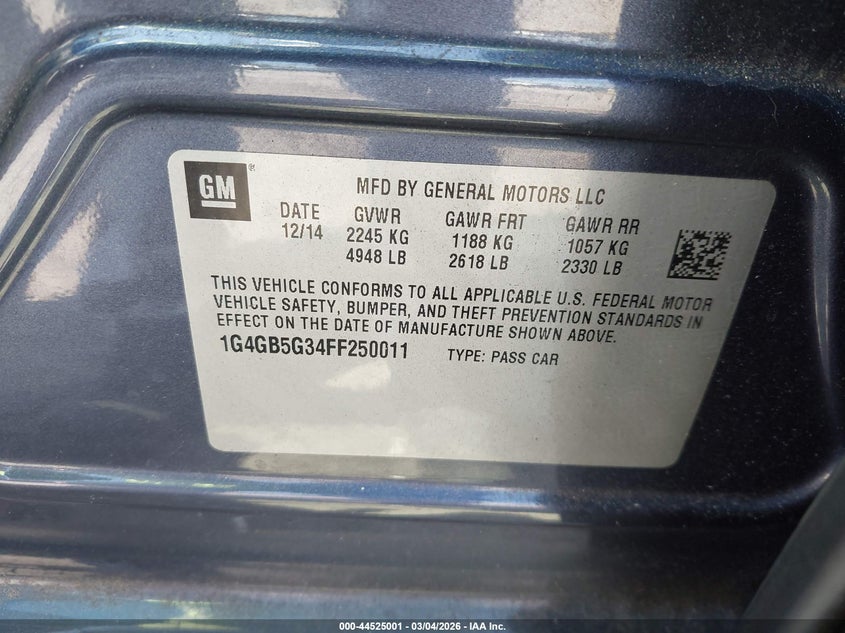 GM ®
MFD BY GENERAL MOTORS LLC
DATE GVWR GAWR FRT GAWR RR
12/14 2245 KG 1188 KG 1057 KG
4948 LB 2618 LB 2330 LB
THIS VEHICLE CONFORMS TO ALL APPLICABLE U.S. FEDERAL MOTOR
VEHICLE SAFETY, BUMPER, AND THEFT PREVENTION STANDARDS IN
EFFECT ON THE DATE OF MANUFACTURE SHOWN ABOVE.
1G4GB5G34FF250011 TYPE: PASS CAR
000-44525001 — 03/04/2026 — IAA Inc.